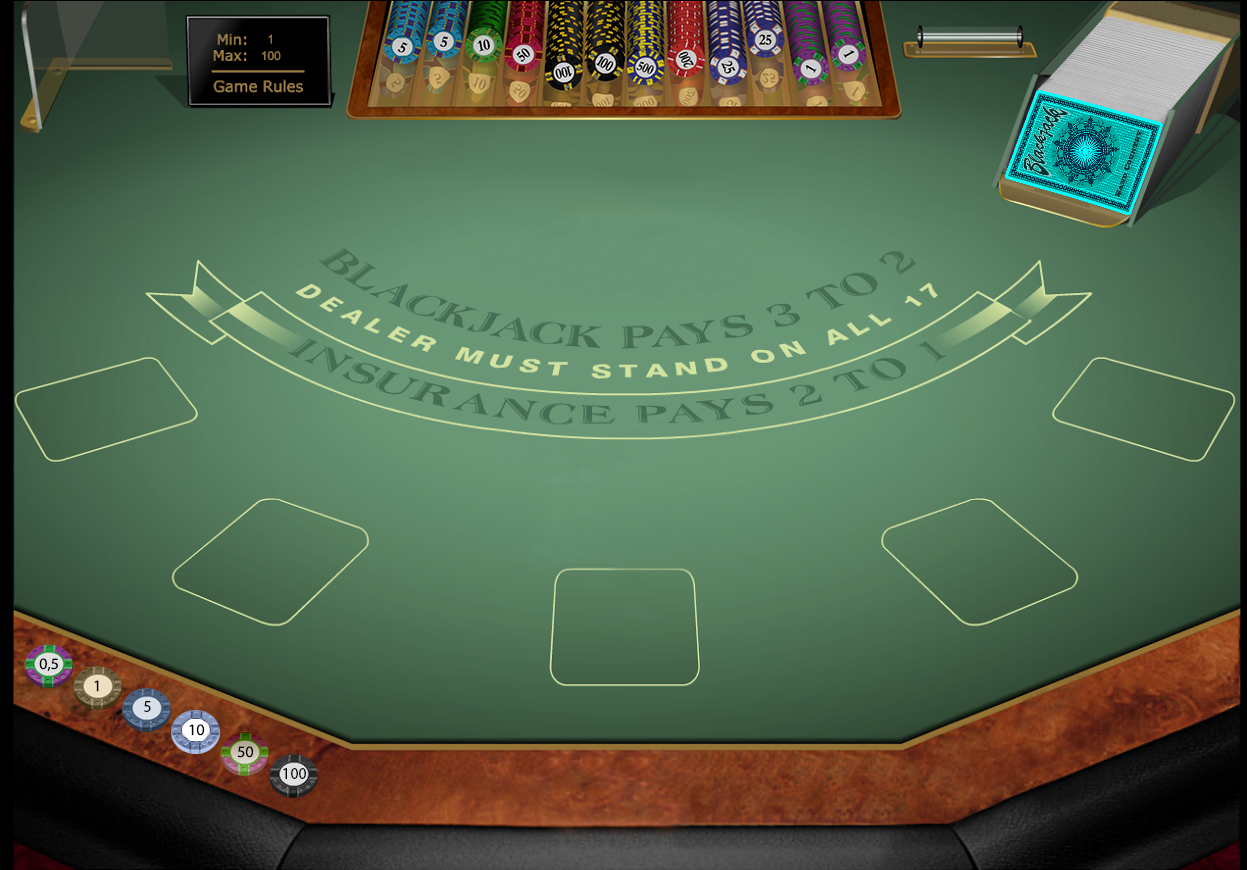 Min: 1
Max: 100
Game Rules
5
5
10
50
100
100
500
200
25
25
1
1
Blackjack
BLACKJACK PAYS 3 TO 2
DEALER MUST STAND ON ALL 17
INSURANCE PAYS 2 TO 1
0,5
1
5
10
50
100